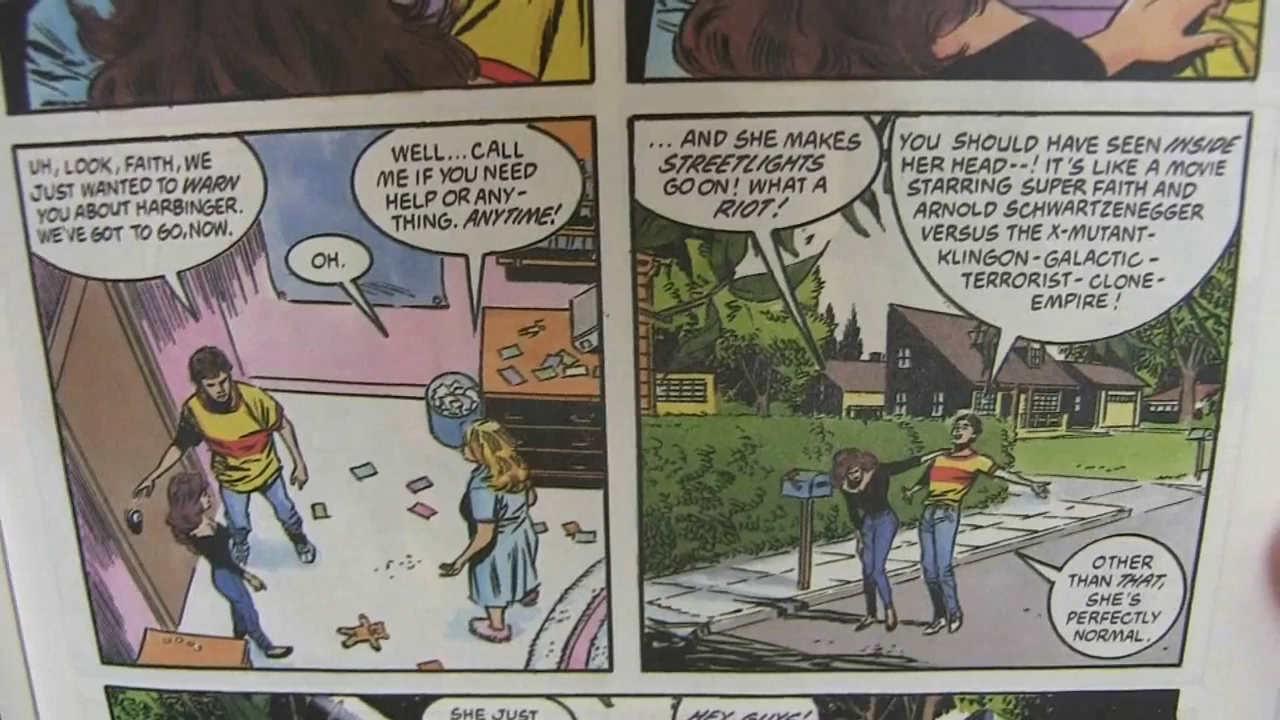 UH, LOOK, FAITH, WE
JUST WANTED TO WARN
YOU ABOUT HARBINGER.
WE'VE GOT TO GO, NOW.
OH.
WELL...CALL
ME IF YOU NEED
HELP OR ANY-
THING. ANYTIME!
... AND SHE MAKES
STREETLIGHTS
GO ON! WHAT A
RIOT!
YOU SHOULD HAVE SEEN INSIDE
HER HEAD--! IT'S LIKE A MOVIE
STARRING SUPER FAITH AND
ARNOLD SCHWARTZENEGGER
VERSUS THE X-MUTANT-
KLINGON-GALACTIC-
TERRORIST-CLONE-
EMPIRE!
OTHER
THAN THAT,
SHE'S
PERFECTLY
NORMAL.
SHE JUST
HEY, GUYS!